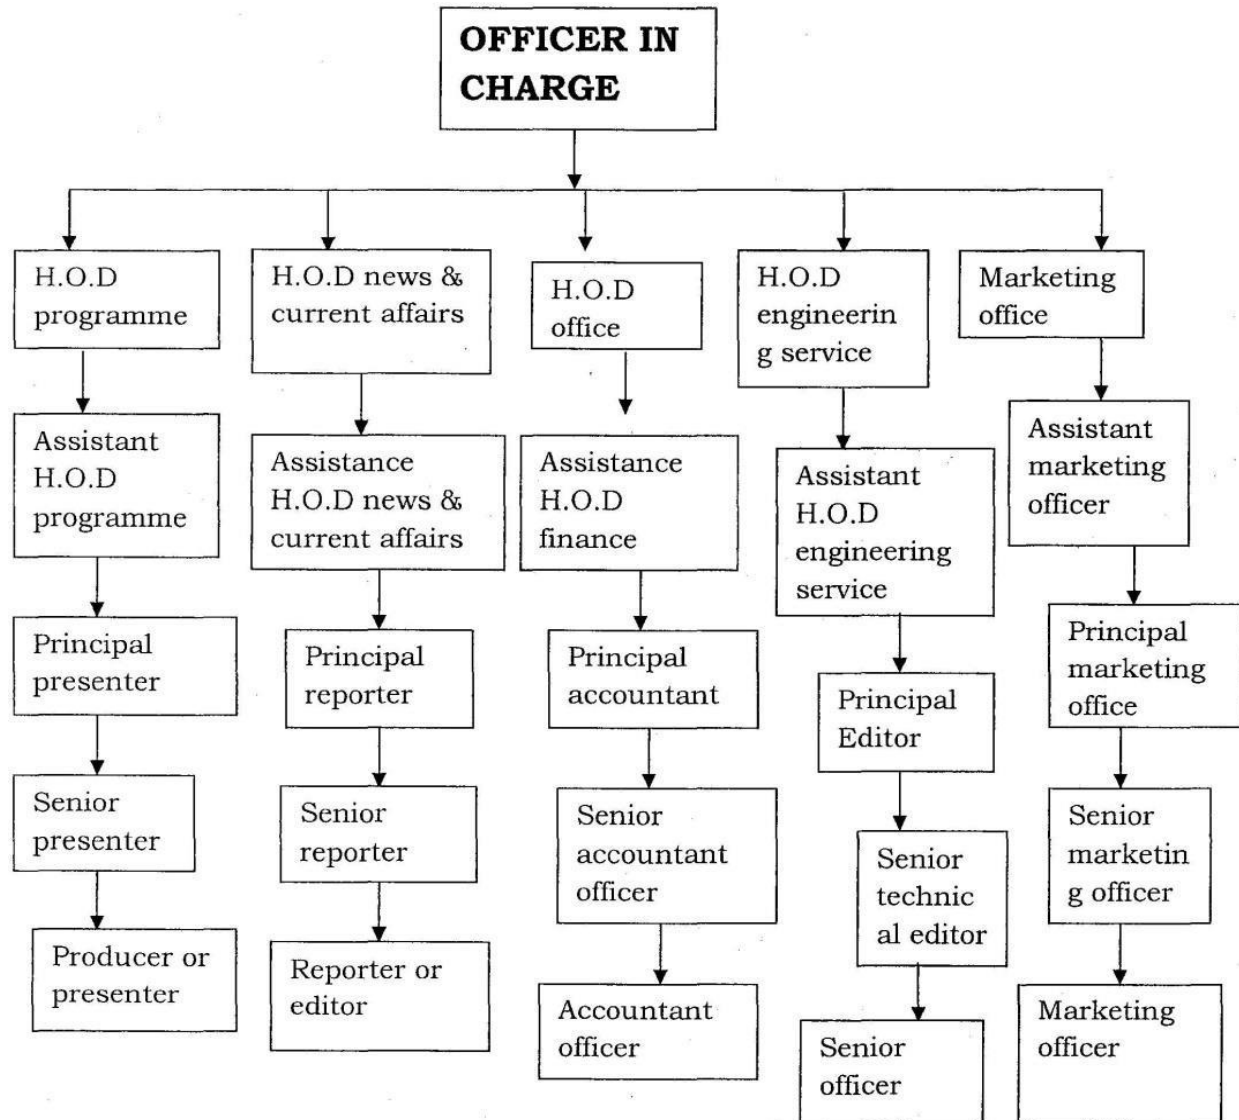 OFFICER IN
CHARGE
H.O.D
programme
H.O.D news &
current affairs
H.O.D
office
H.O.D
engineerin
g service
Marketing
office
Assistant
H.O.D
programme
Assistance
H.O.D news &
current affairs
Assistance
H.O.D
finance
Assistant
H.O.D
engineering
service
Assistant
marketing
officer
Principal
presenter
Principal
reporter
Principal
accountant
Principal
Editor
Principal
marketing
office
Senior
presenter
Senior
reporter
Senior
accountant
officer
Senior
technic
al editor
Senior
marketin
g officer
Producer or
presenter
Reporter or
editor
Accountant
officer
Senior
officer
Marketing
officer